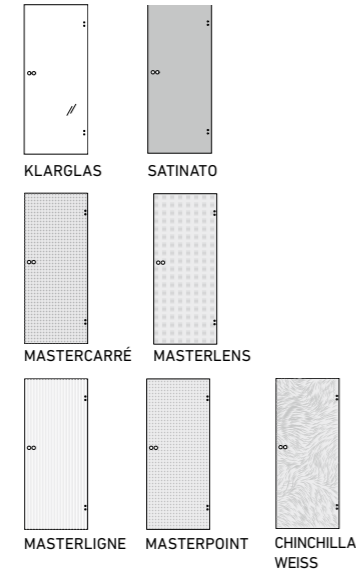 KLARGLAS
SATINATO
MASTERCARRÉ
MASTERLENS
MASTERLIGNE
MASTERPOINT
CHINCHILLA
WEISS